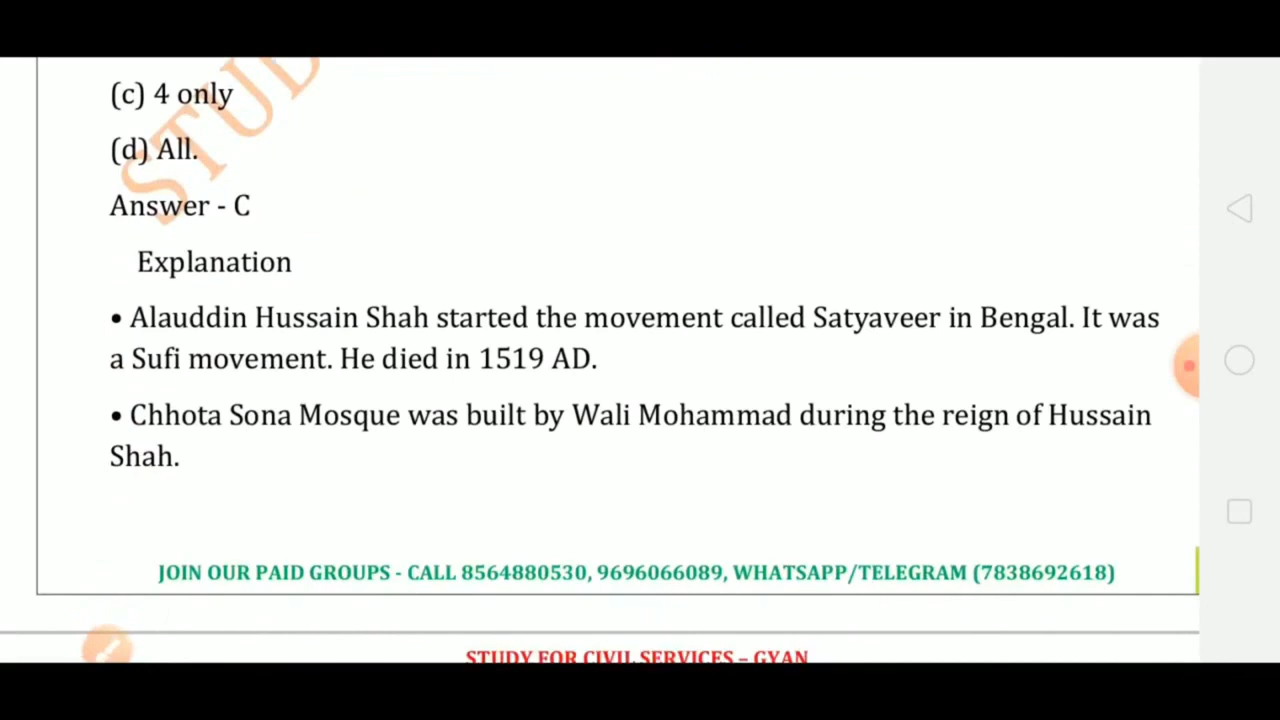 (c) 4 only
(d) All.
Answer - C
Explanation
• Alauddin Hussain Shah started the movement called Satyaveer in Bengal. It was
a Sufi movement. He died in 1519 AD.
• Chhota Sona Mosque was built by Wali Mohammad during the reign of Hussain
Shah.
JOIN OUR PAID GROUPS - CALL 8564880530, 9696066089, WHATSAPP/TELEGRAM (7838692618)
STUDY FOR CIVIL SERVICES – GYAN
STUD